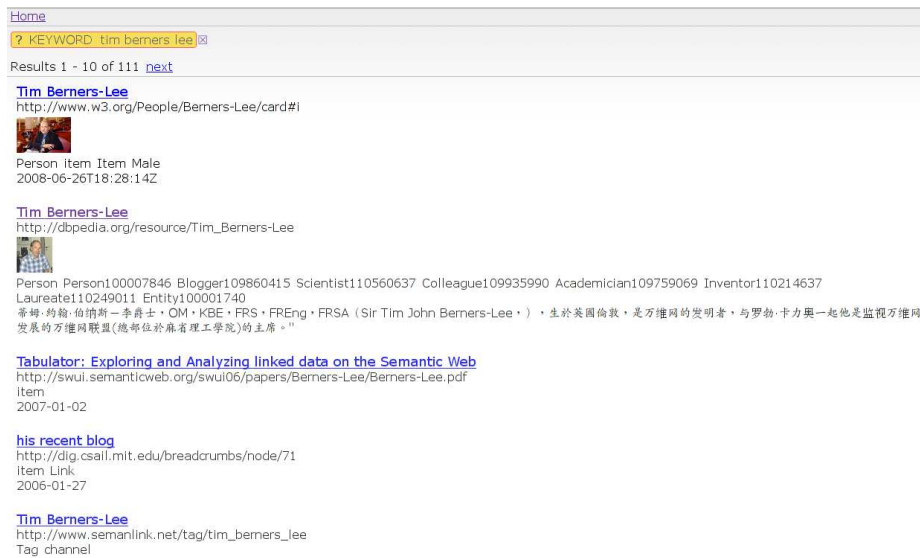 Home
? KEYWORD tim berners lee
Results 1 - 10 of 111 next
Tim Berners-Lee
http://www.w3.org/People/Berners-Lee/card#i
Person item Item Male
2008-06-26T18:28:14Z
Tim Berners-Lee
http://dbpedia.org/resource/Tim_Berners-Lee
Person Person100007846 Blogger109860415 Scientist110560637 Colleague109935990 Academician109759069 Inventor110214637
Laureate110249011 Entity100001740
蒂姆·約翰·伯纳斯－李爵士，OM，KBE，FRS，FREng，FRSA（Sir Tim John Berners-Lee，），生於英國倫敦，是万维网的发明者，与罗勃·卡力奥一起他是监视万维网
发展的万维网联盟(總部位於麻省理工學院)的主席。"
Tabulator: Exploring and Analyzing linked data on the Semantic Web
http://swui.semanticweb.org/swui06/papers/Berners-Lee/Berners-Lee.pdf
item
2007-01-02
his recent blog
http://dig.csail.mit.edu/breadcrumbs/node/71
item Link
2006-01-27
Tim Berners-Lee
http://www.semanlink.net/tag/tim_berners_lee
Tag channel